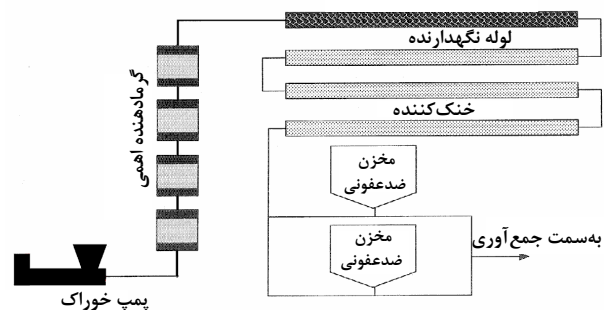 لوله نگهدارنده
گرمادهنده اهمی
خنک‌کننده
مخزن
ضدعفونی
مخزن
ضدعفونی
به‌سمت جمع‌آوری
پمپ خوراک